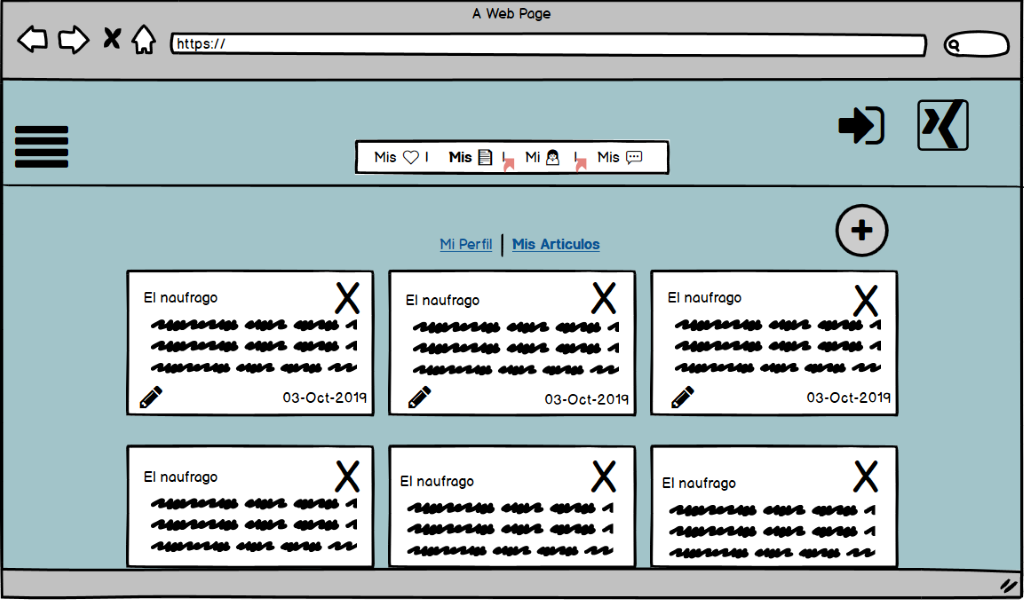 A Web Page
https://
Mis | Mis | Mi | Mis
Mi Perfil | Mis Articulos
El naufrago
03-Oct-2019
El naufrago
03-Oct-2019
El naufrago
03-Oct-2019
El naufrago
El naufrago
El naufrago